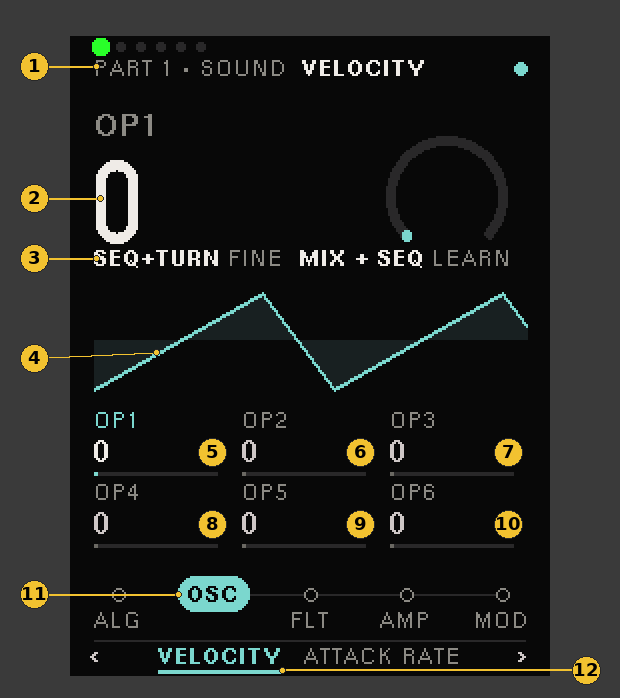 1 PART 1 · SOUND VELOCITY
OP1
2 0
3 SEQ+TURN FINE MIX + SEQ LEARN
4
OP1 OP2 OP3
0 5 0 6 0 7
OP4 OP5 OP6
0 8 0 9 0 10
11 OSC
ALG FLT AMP MOD
< VELOCITY ATTACK RATE >
12